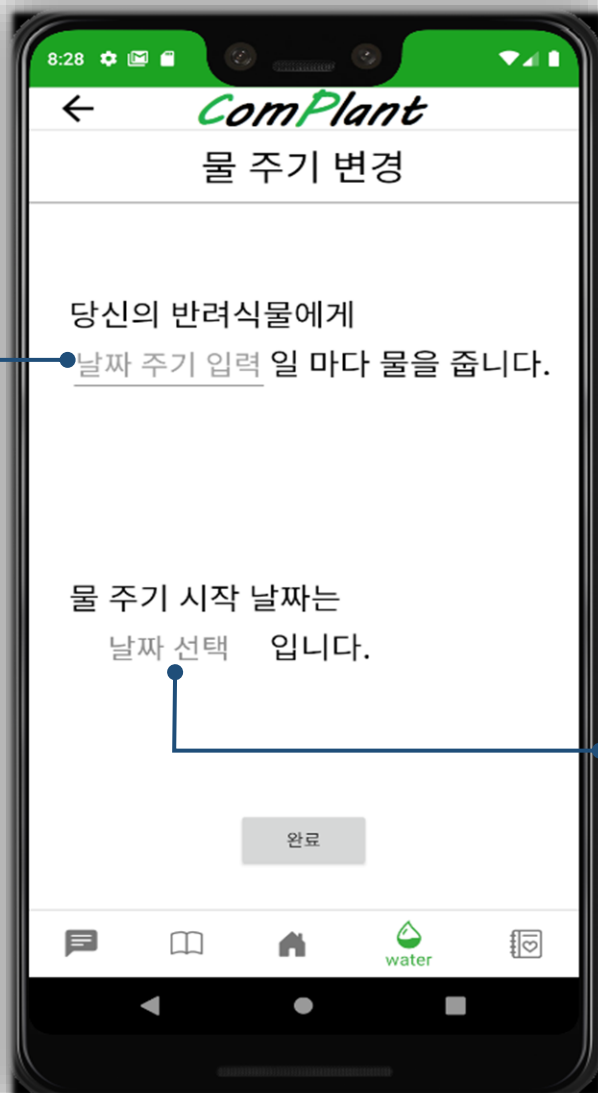 8:28
ComPlant
물 주기 변경
당신의 반려식물에게
날짜 주기 입력 일 마다 물을 줍니다.
물 주기 시작 날짜는
날짜 선택 입니다.
완료
water